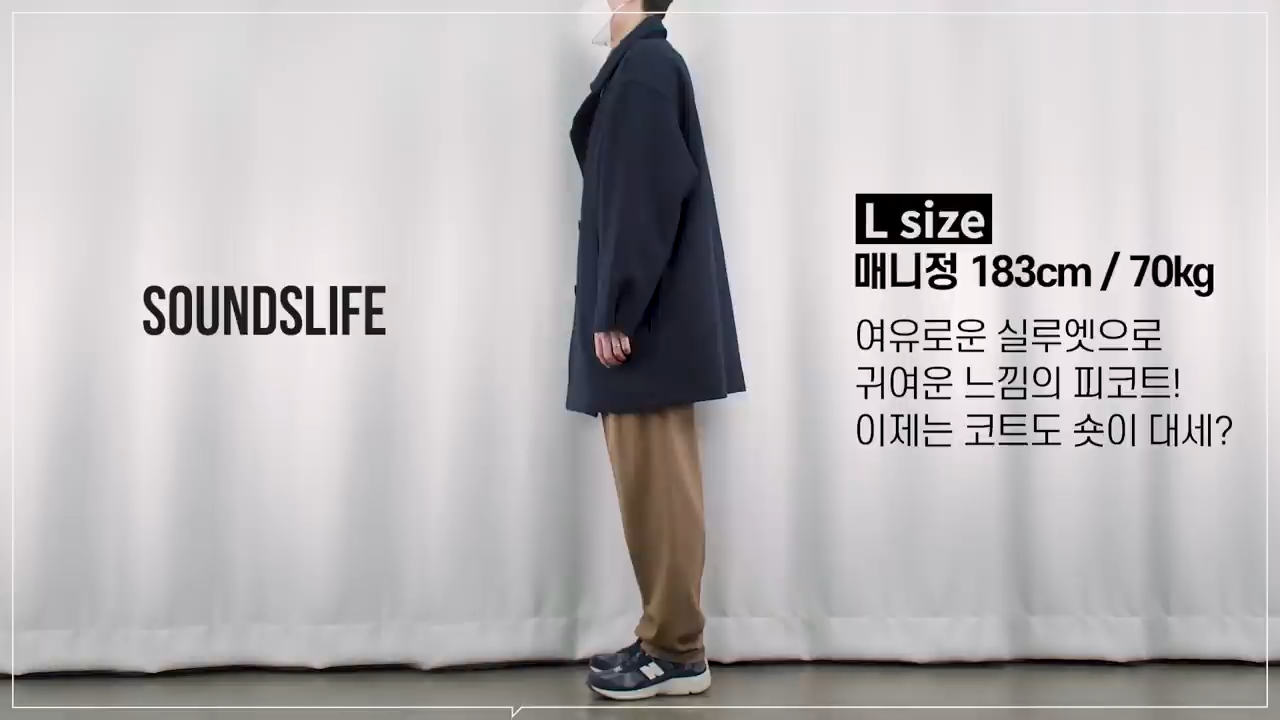 SOUNDSLIFE
L size
매니정 183cm / 70kg
여유로운 실루엣으로
귀여운 느낌의 피코트!
이제는 코트도 숏이 대세?
N